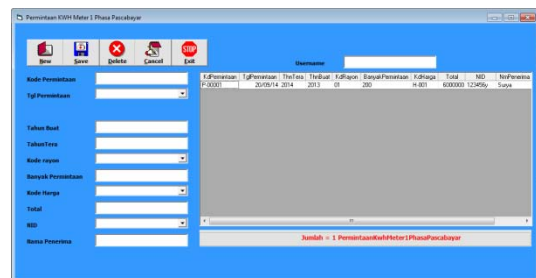 Permintaan KWH Meter 1 Phasa Pascabayar
New Save Delete Cancel STOP Exit
Username
Kode Permintaan
Tgl Permintaan
Tahun Buat
TahunTera
Kode rayon
Banyak Permintaan
Kode Harga
Total
NID
Nama Penerima
KdPermintaan TglPermintaan ThnTera ThnBuat KdRayon BanyakPermintaan KdHarga Total NID NmPenerima
P-00001 20/09/14 2014 2013 01 200 H-001 6000000 123456y Surya
Jumlah = 1 PermintaanKwhMeter1PhasaPascabayar